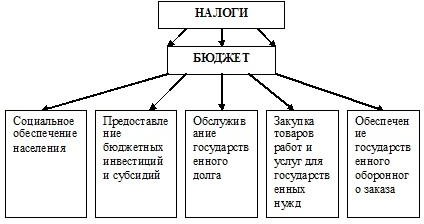 НАЛОГИ
БЮДЖЕТ
Социальное
обеспечение
населения
Предоставле
ние
бюджетных
инвестиций
и субсидий
Обслужив
ание
государств
енного
долга
Закупка
товаров
работ и
услуг для
государств
енных
нужд
Обеспечен
ие
государств
енного
оборонног
о заказа